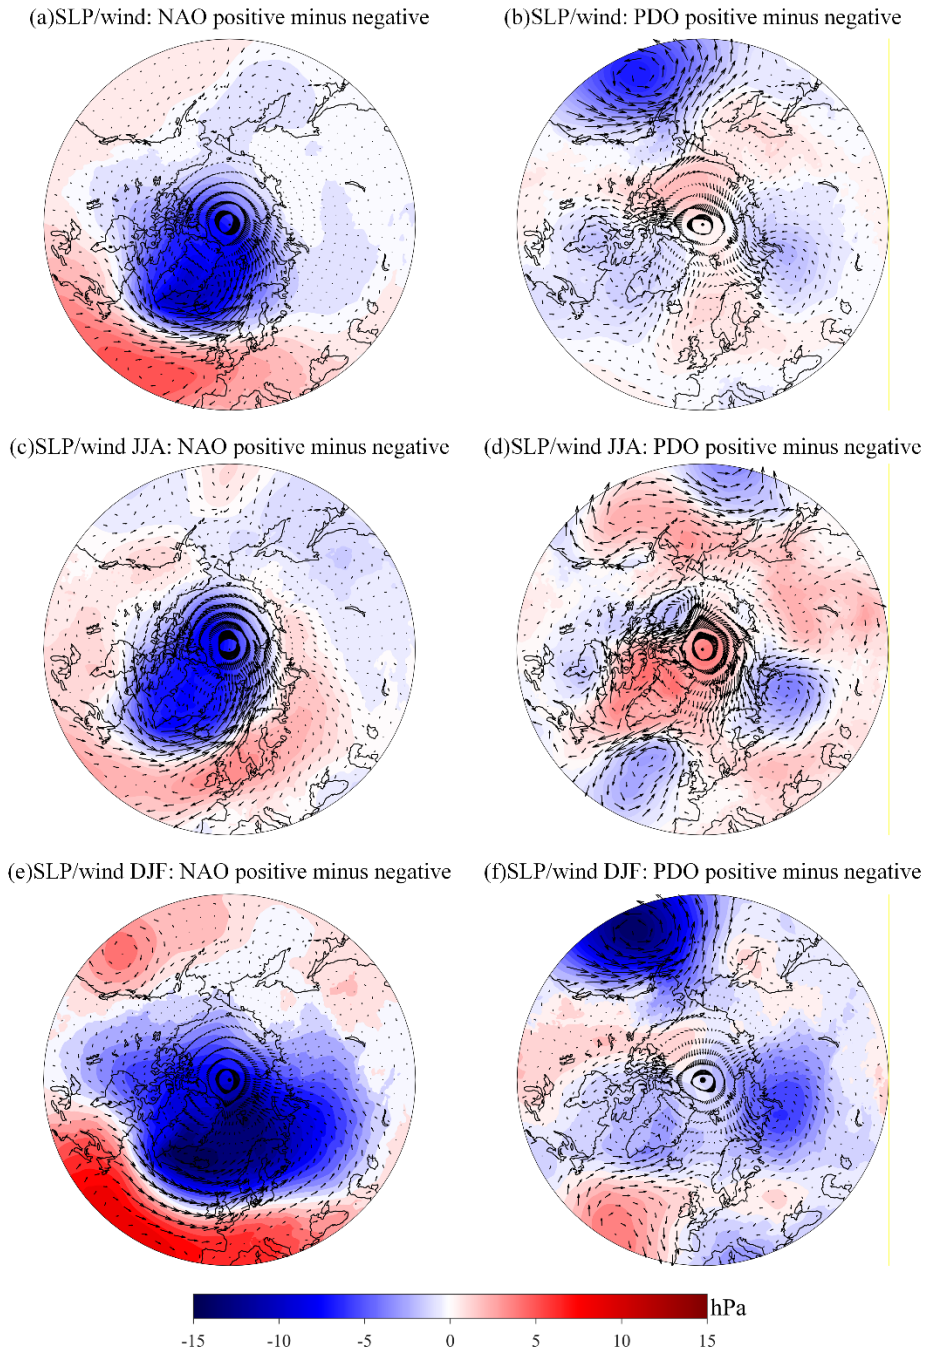 (a)SLP/wind: NAO positive minus negative
(b)SLP/wind: PDO positive minus negative
(c)SLP/wind JJA: NAO positive minus negative
(d)SLP/wind JJA: PDO positive minus negative
(e)SLP/wind DJF: NAO positive minus negative
(f)SLP/wind DJF: PDO positive minus negative
hPa
-15 -10 -5 0 5 10 15